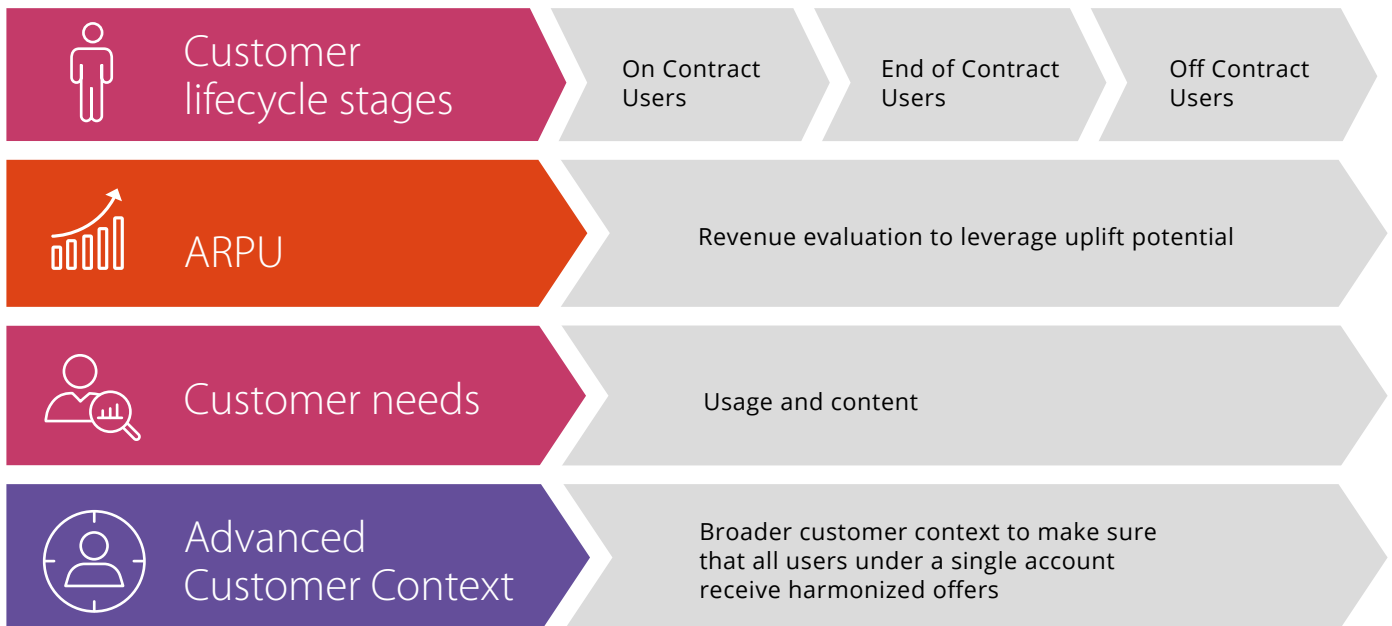 Customer
lifecycle stages
On Contract
Users
End of Contract
Users
Off Contract
Users
ARPU
Revenue evaluation to leverage uplift potential
Customer needs
Usage and content
Advanced
Customer Context
Broader customer context to make sure
that all users under a single account
receive harmonized offers